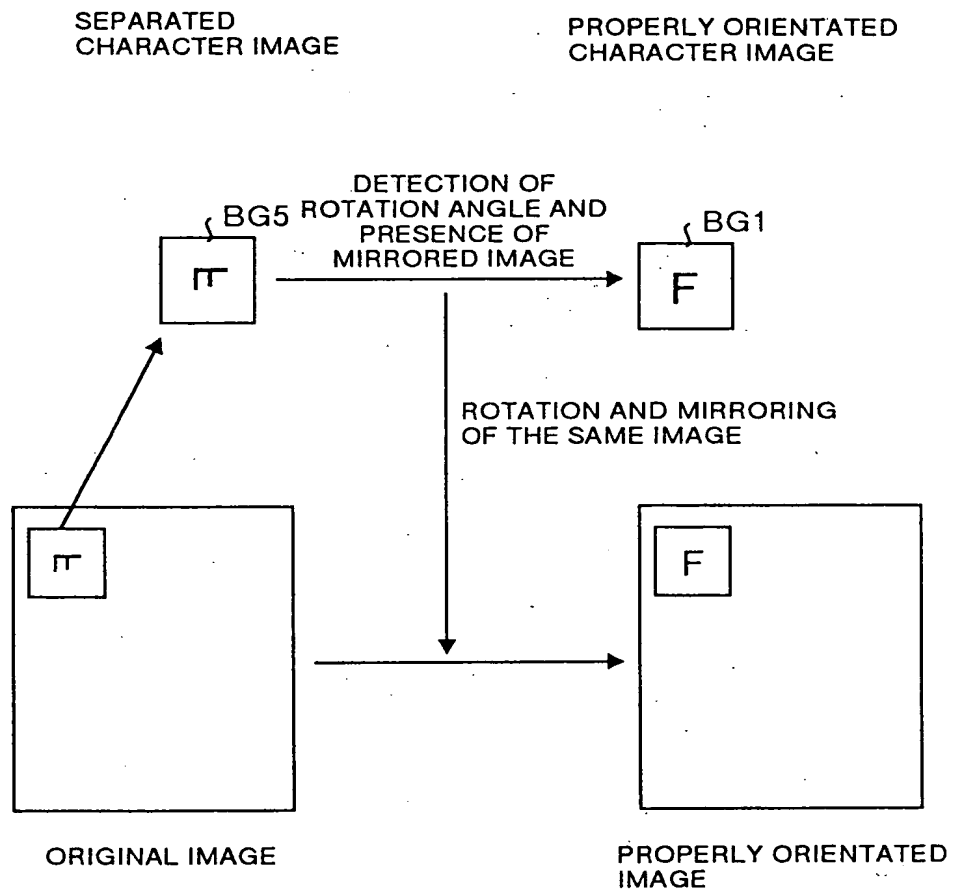 SEPARATED
CHARACTER IMAGE
PROPERLY ORIENTATED
CHARACTER IMAGE
DETECTION OF
ROTATION ANGLE AND
PRESENCE OF
MIRRORED IMAGE
BG5
BG1
F
F
ROTATION AND MIRRORING
OF THE SAME IMAGE
F
F
ORIGINAL IMAGE
PROPERLY ORIENTATED
IMAGE